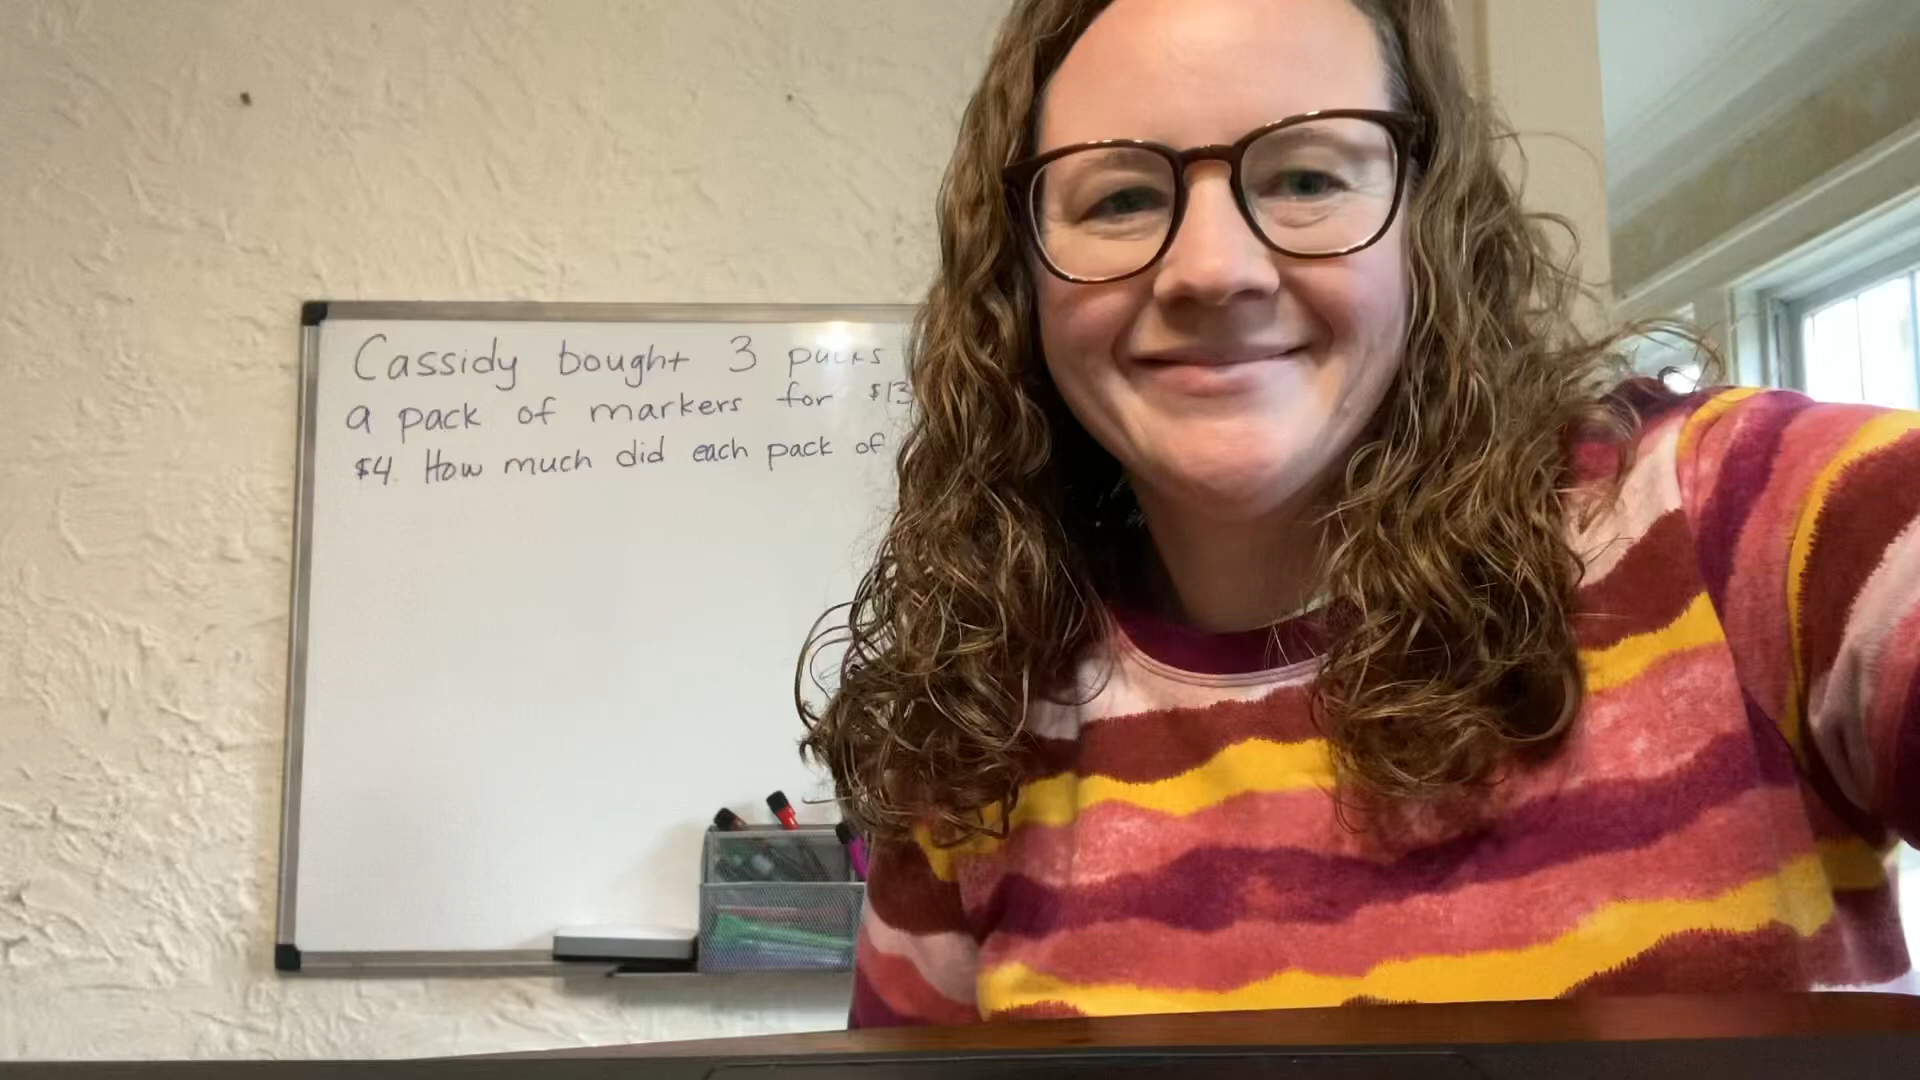 Cassidy bought 3 packs
a pack of markers for $13
$4. How much did each pack of